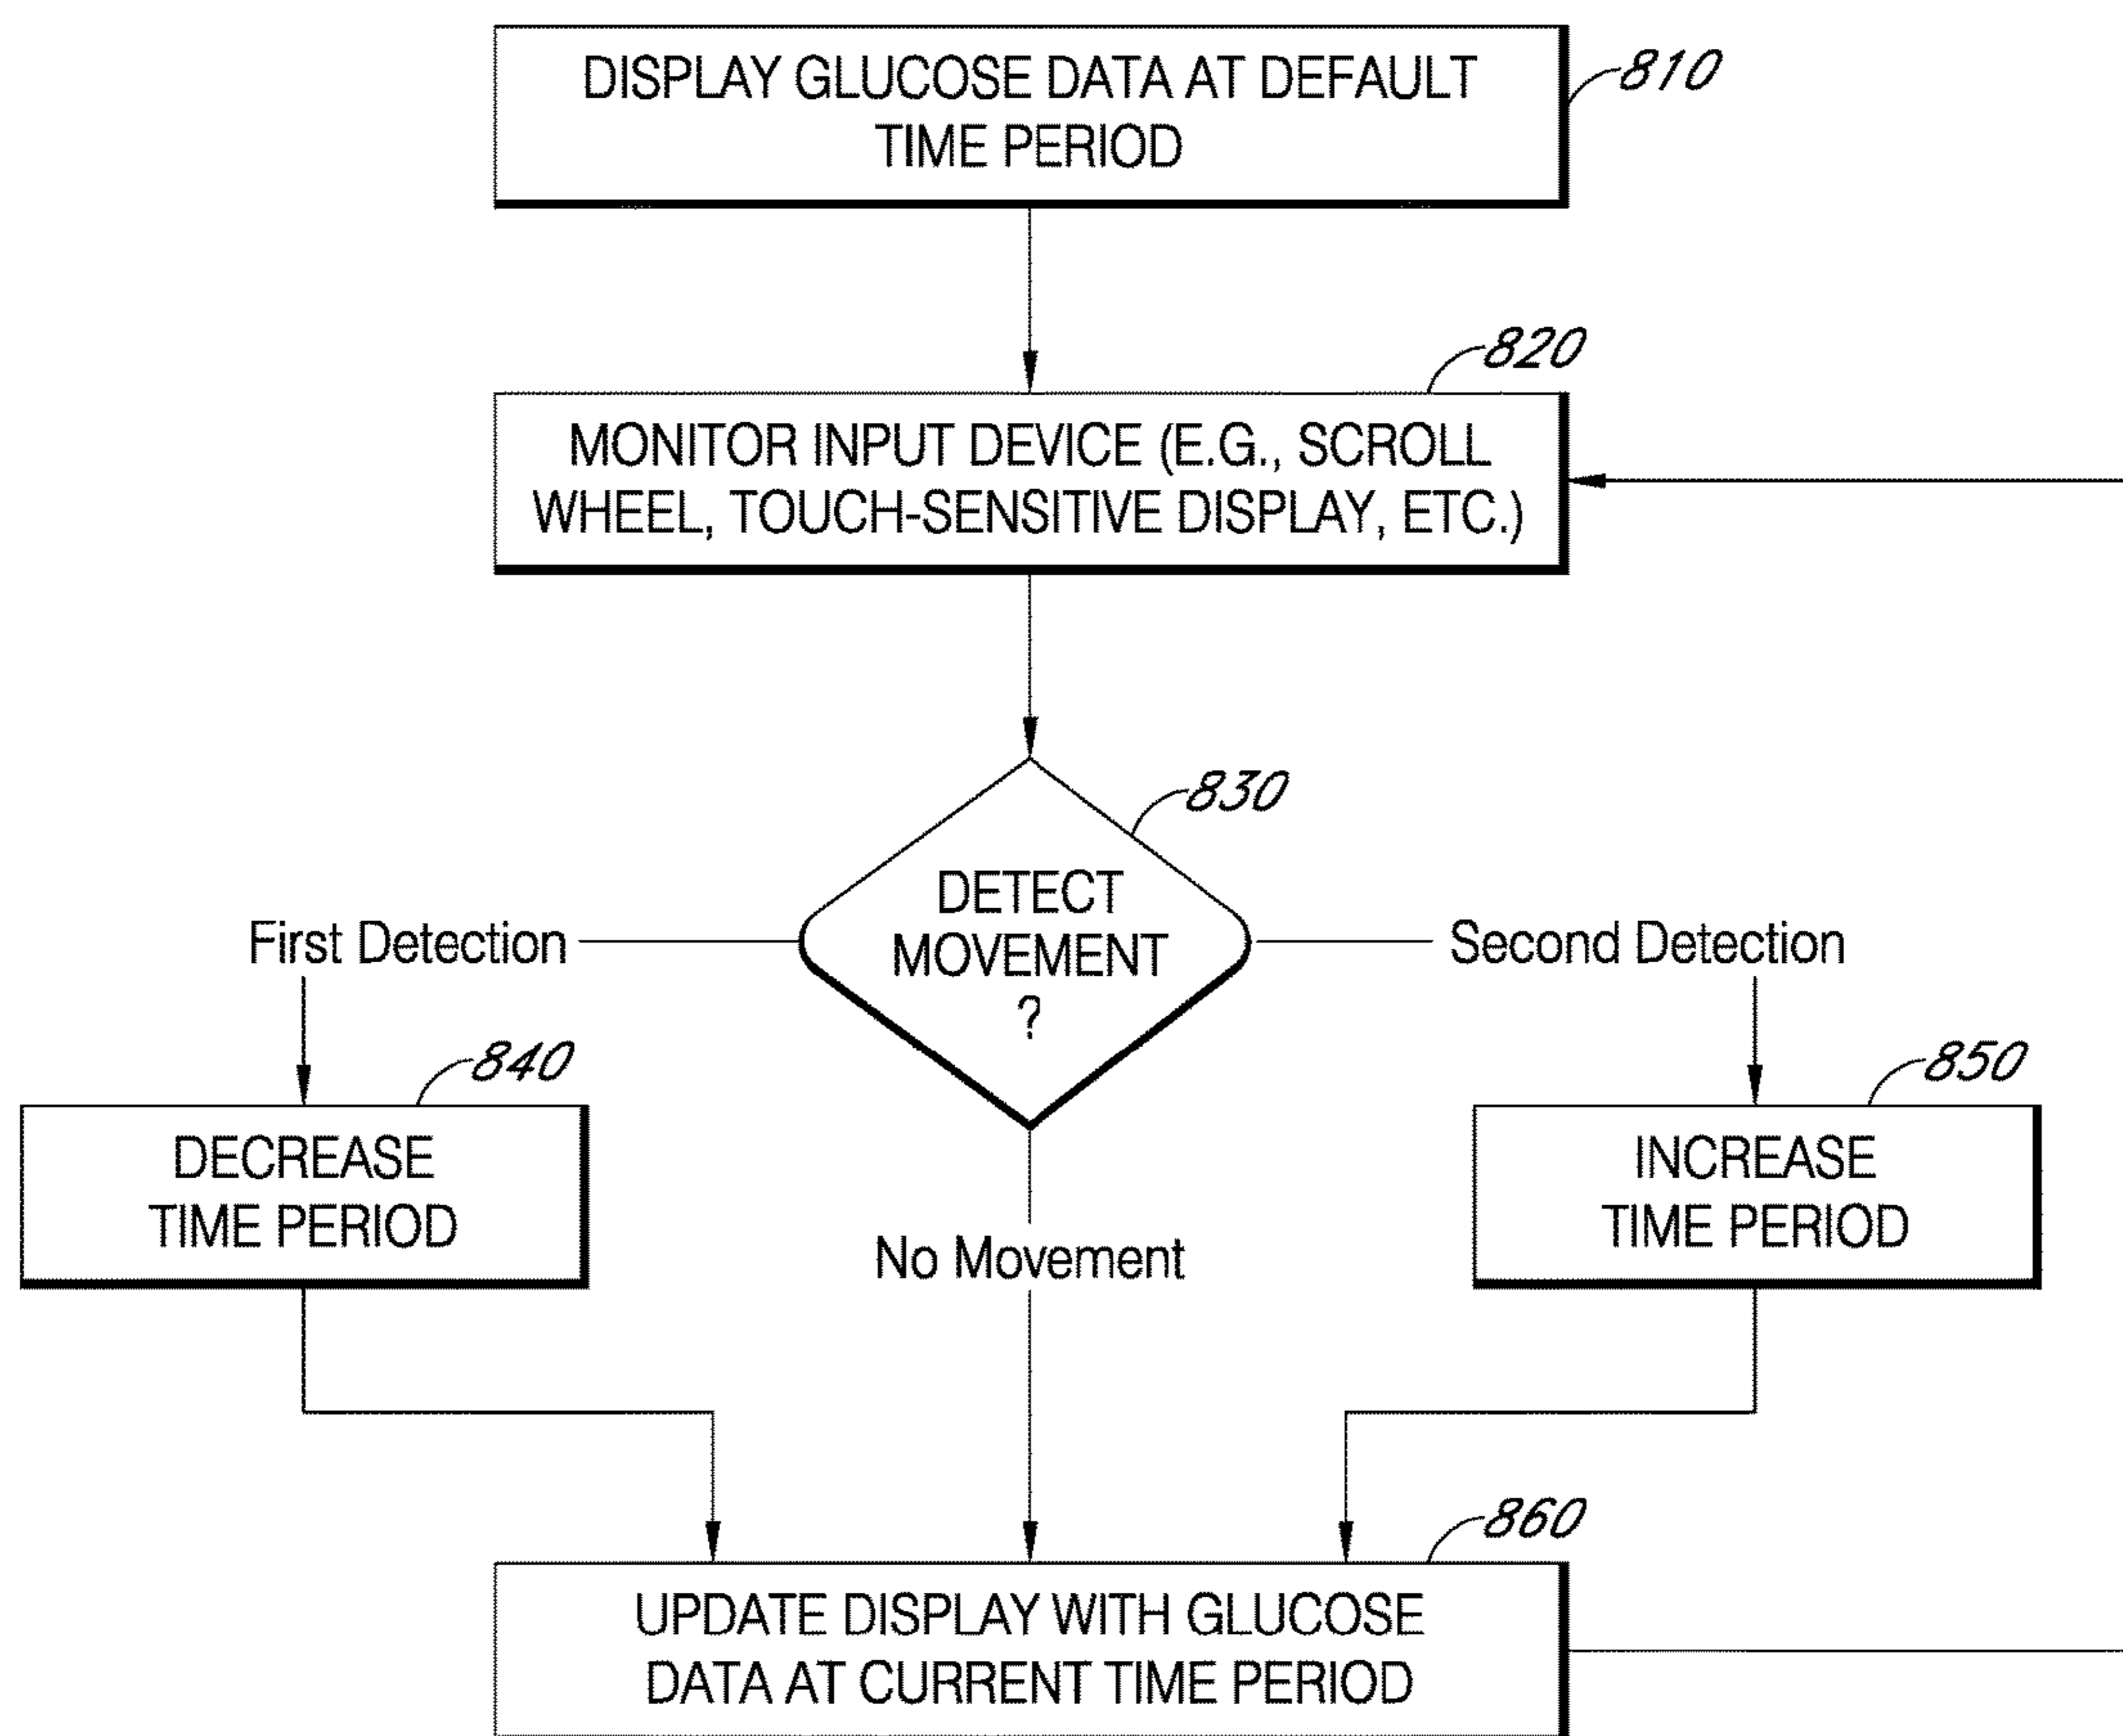 DISPLAY GLUCOSE DATA AT DEFAULT
TIME PERIOD
810
820
MONITOR INPUT DEVICE (E.G., SCROLL
WHEEL, TOUCH-SENSITIVE DISPLAY, ETC.)
830
DETECT
MOVEMENT
?
First Detection
Second Detection
840
850
DECREASE
TIME PERIOD
INCREASE
TIME PERIOD
No Movement
860
UPDATE DISPLAY WITH GLUCOSE
DATA AT CURRENT TIME PERIOD